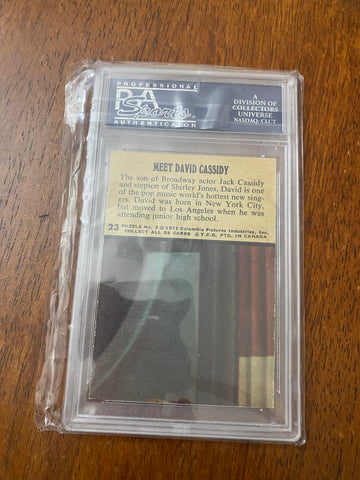 PROFESSIONAL
PSA
Sports
AUTHENTICATOR
A
DIVISION OF
COLLECTORS
UNIVERSE
NASDAQ: CLCT
MEET DAVID CASSIDY
The son of Broadway actor Jack Cassidy
and stepson of Shirley Jones, David is one
of the pop music world's hottest new sing-
ers. David was born in New York City,
but moved to Los Angeles when he was
attending junior high school.
23 PUZZLE No. 3 © 1971 Columbia Pictures Industries, Inc.
COLLECT ALL 55 CARDS © T.C.G. PTD. IN CANADA